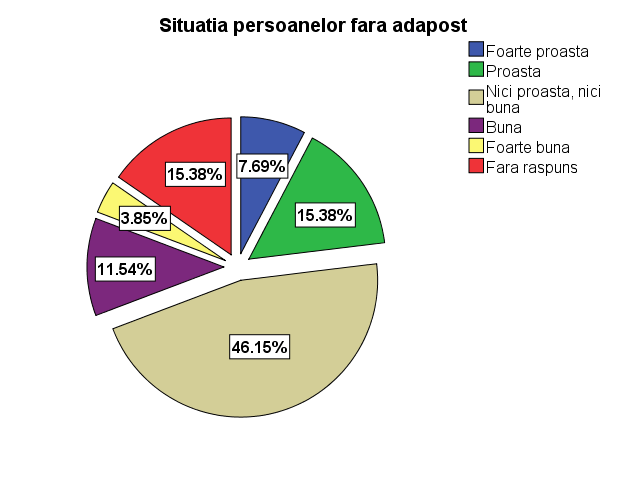 Situatia persoanelor fara adapost
Foarte proasta
Proasta
Nici proasta, nici
buna
Buna
Foarte buna
Fara raspuns
7.69%
15.38%
46.15%
11.54%
3.85%
15.38%